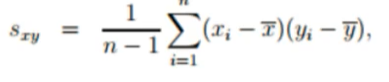 $s_{xy} = \frac{1}{n-1} \sum_{i=1}^{n} (x_i - \overline{x})(y_i - \overline{y}),$